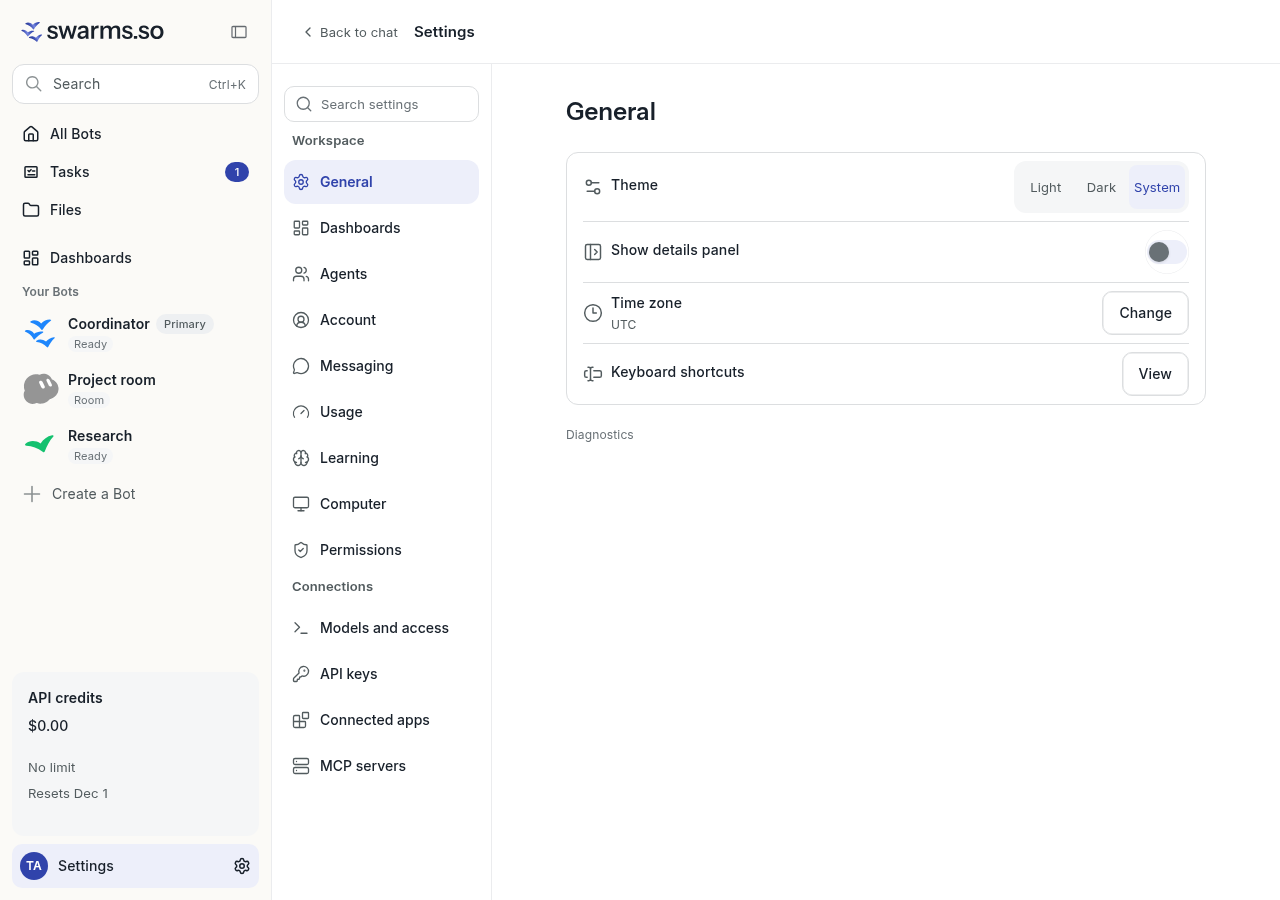 swarms.so
Search
Ctrl+K
All Bots
Tasks
1
Files
Dashboards
Your Bots
Coordinator
Primary
Ready
Project room
Room
Research
Ready
Create a Bot
API credits
$0.00
No limit
Resets Dec 1
TA
Settings
Back to chat
Settings
Search settings
Workspace
General
Dashboards
Agents
Account
Messaging
Usage
Learning
Computer
Permissions
Connections
Models and access
API keys
Connected apps
MCP servers
General
Theme
Light
Dark
System
Show details panel
Time zone
UTC
Change
Keyboard shortcuts
View
Diagnostics